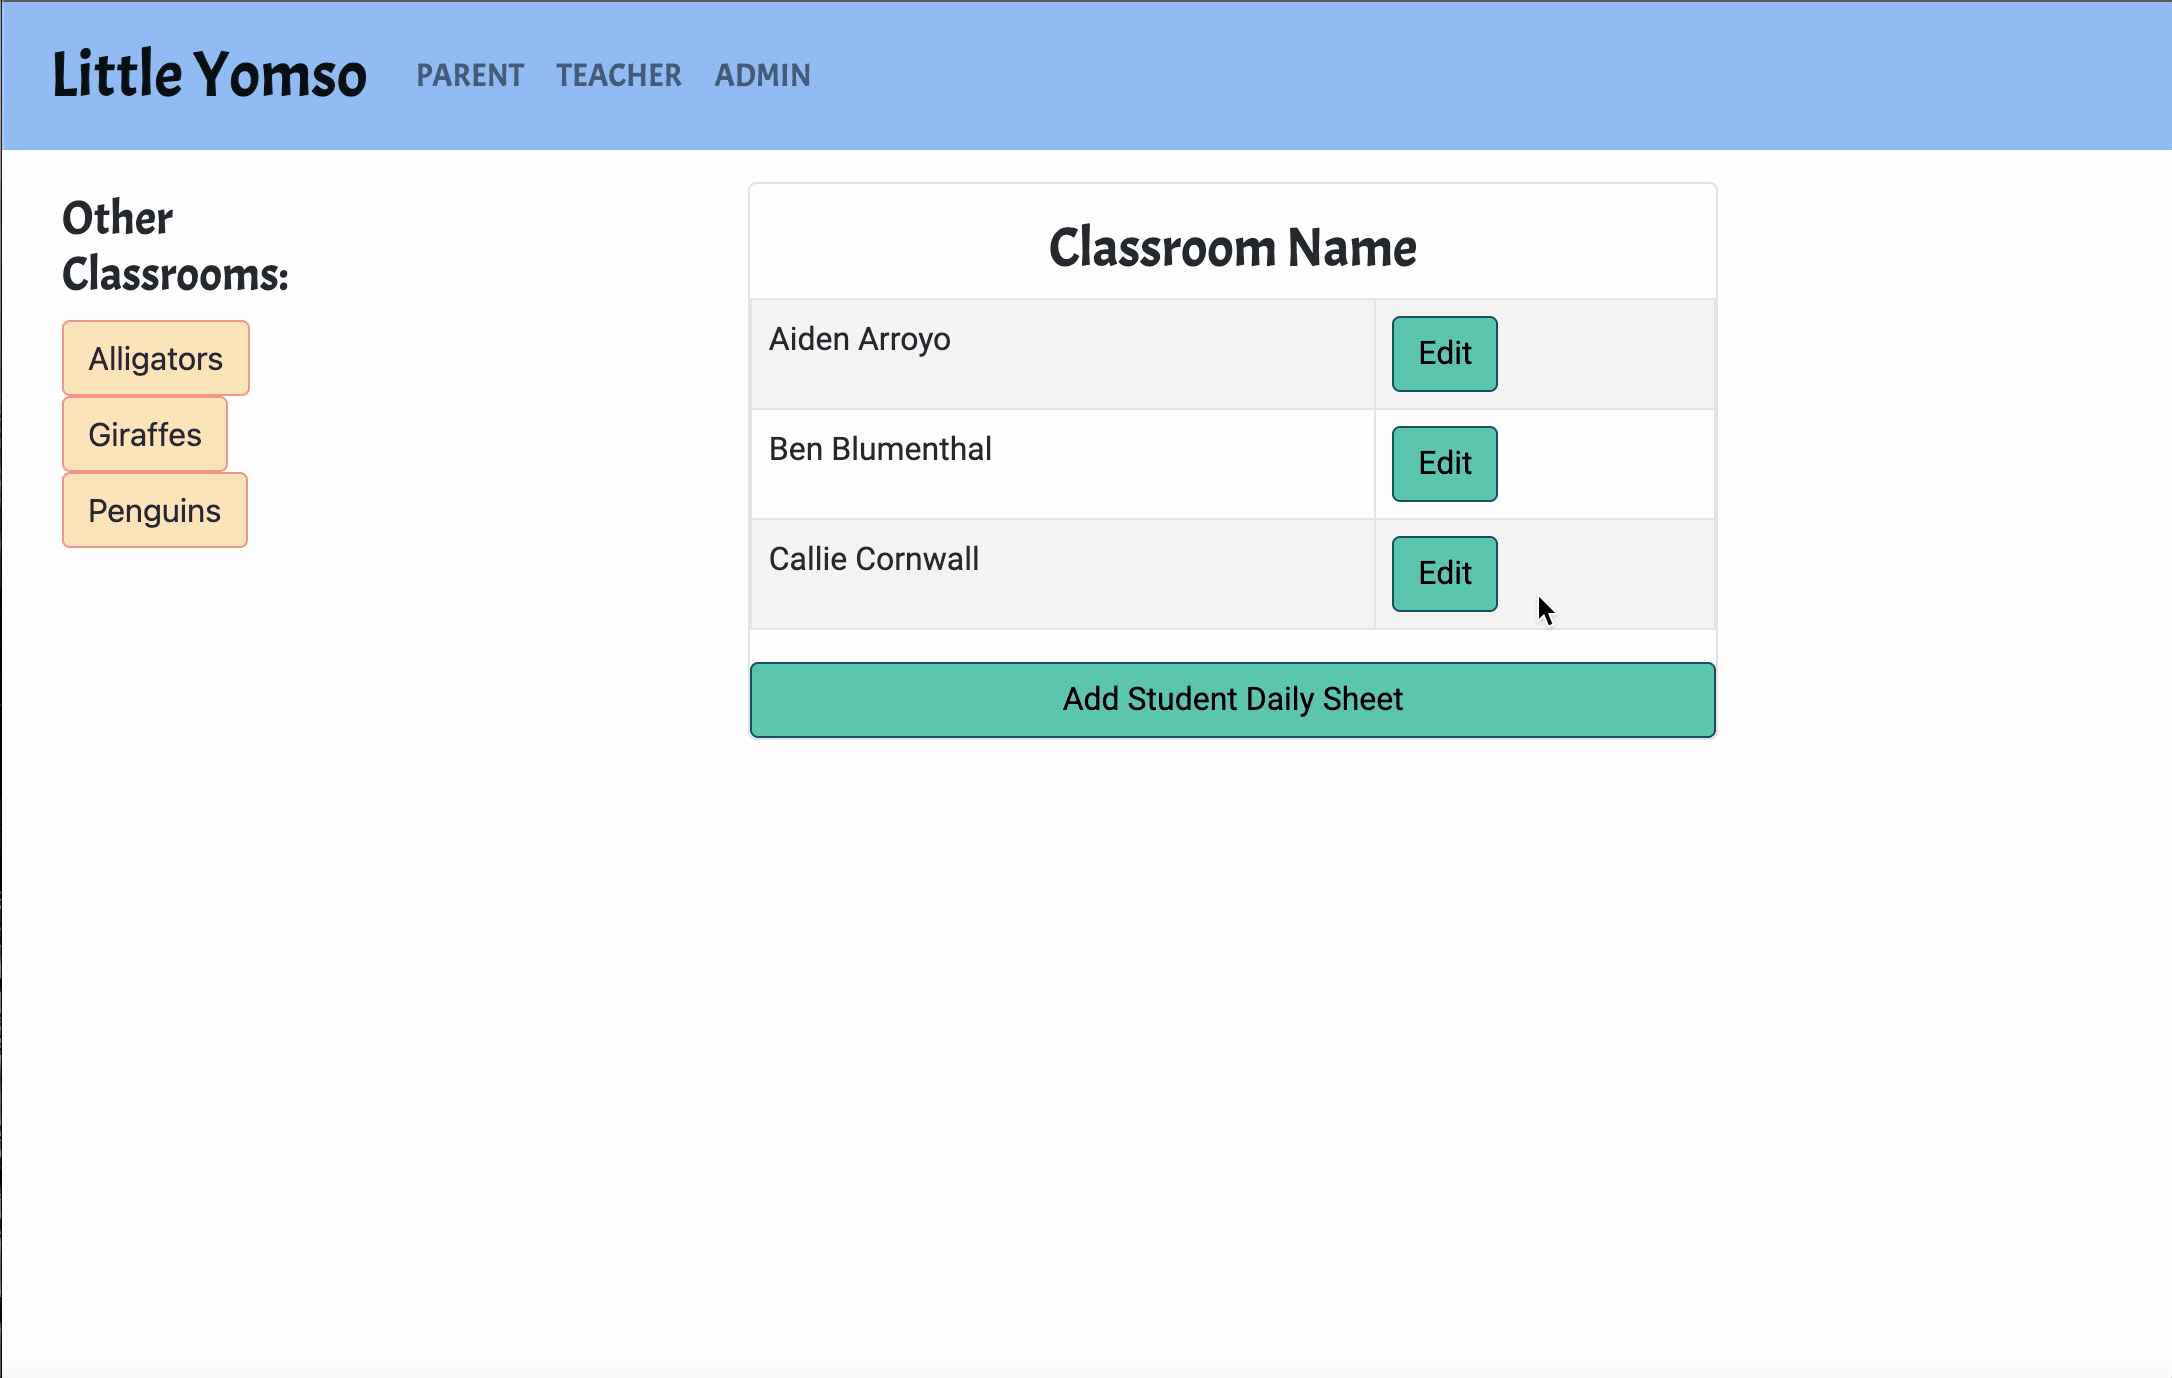 Little Yomso PARENT TEACHER ADMIN
Other
Classrooms:
Alligators
Giraffes
Penguins
Classroom Name
Aiden Arroyo Edit
Ben Blumenthal Edit
Callie Cornwall Edit
Add Student Daily Sheet